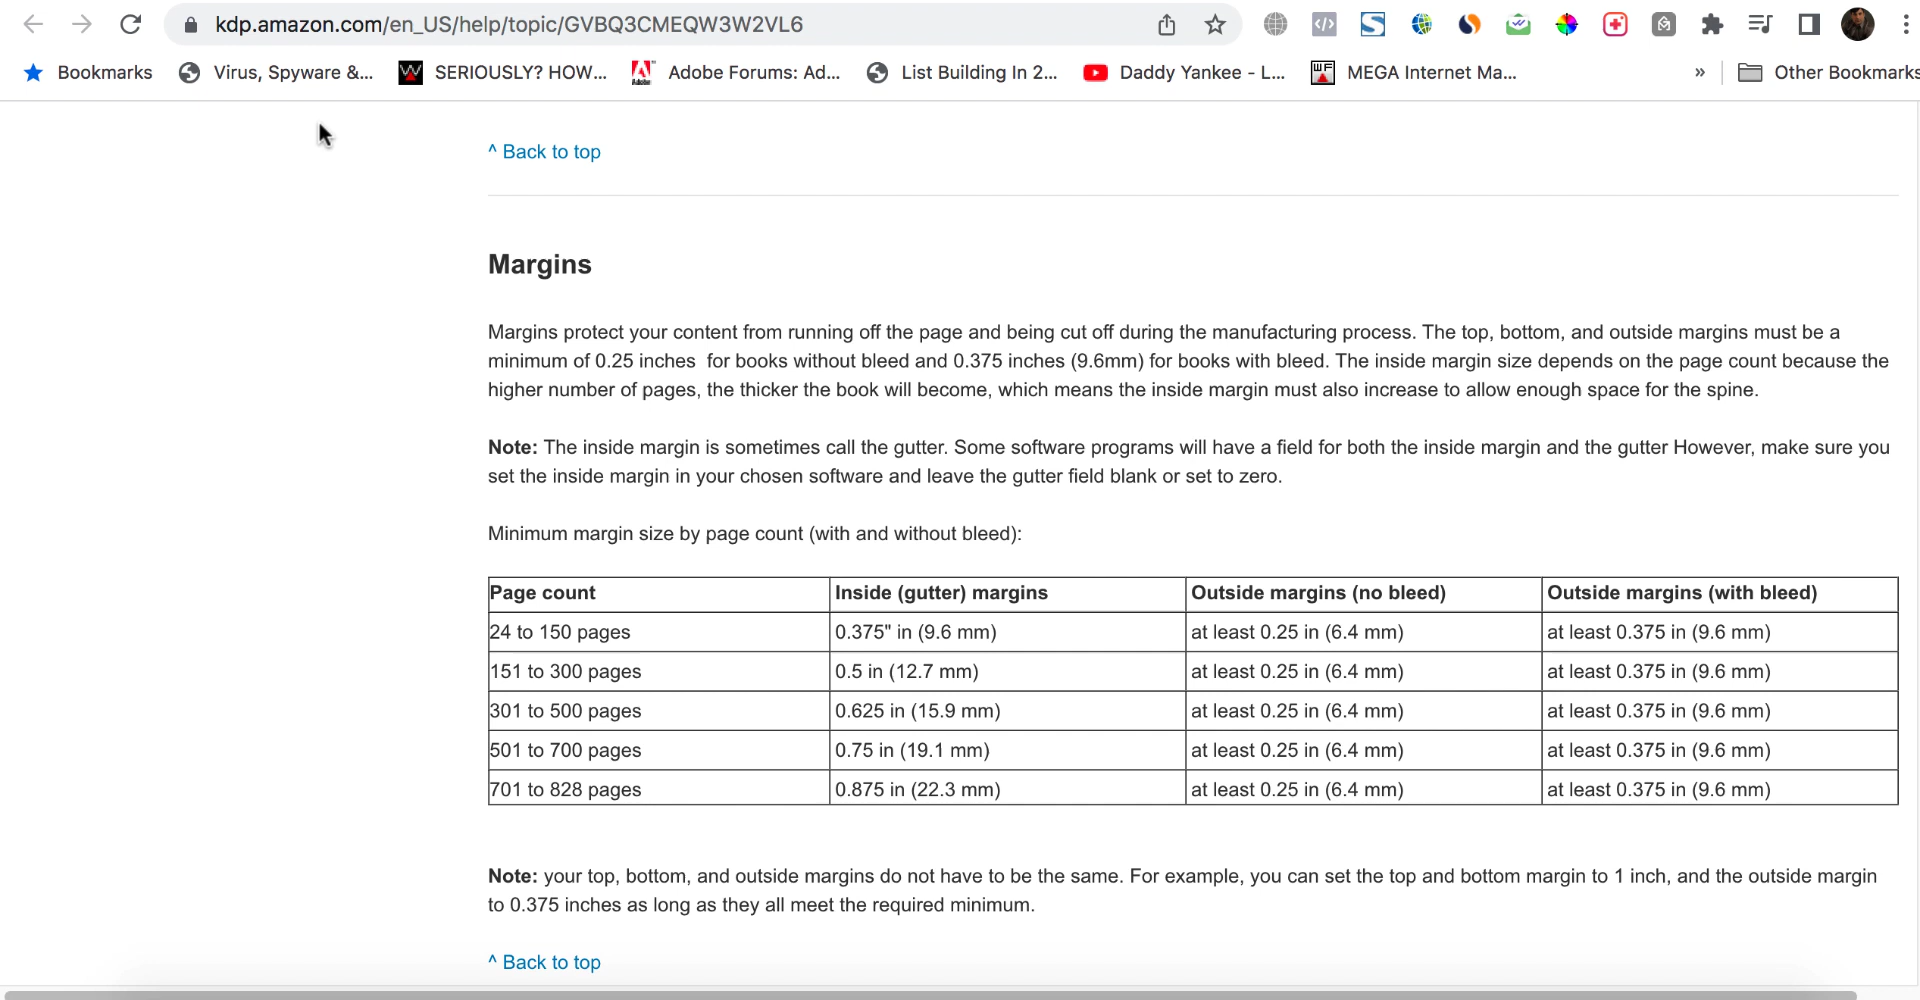 kdp.amazon.com/en_US/help/topic/GVBQ3CMEQW3W2VL6
Bookmarks Virus, Spyware &... SERIOUSLY? HOW... Adobe Forums: Ad... List Building In 2... Daddy Yankee - L... MEGA Internet Ma... » Other Bookmarks
^ Back to top
Margins
Margins protect your content from running off the page and being cut off during the manufacturing process. The top, bottom, and outside margins must be a
minimum of 0.25 inches for books without bleed and 0.375 inches (9.6mm) for books with bleed. The inside margin size depends on the page count because the
higher number of pages, the thicker the book will become, which means the inside margin must also increase to allow enough space for the spine.
Note: The inside margin is sometimes call the gutter. Some software programs will have a field for both the inside margin and the gutter However, make sure you
set the inside margin in your chosen software and leave the gutter field blank or set to zero.
Minimum margin size by page count (with and without bleed):
Page count Inside (gutter) margins Outside margins (no bleed) Outside margins (with bleed)
24 to 150 pages 0.375" in (9.6 mm) at least 0.25 in (6.4 mm) at least 0.375 in (9.6 mm)
151 to 300 pages 0.5 in (12.7 mm) at least 0.25 in (6.4 mm) at least 0.375 in (9.6 mm)
301 to 500 pages 0.625 in (15.9 mm) at least 0.25 in (6.4 mm) at least 0.375 in (9.6 mm)
501 to 700 pages 0.75 in (19.1 mm) at least 0.25 in (6.4 mm) at least 0.375 in (9.6 mm)
701 to 828 pages 0.875 in (22.3 mm) at least 0.25 in (6.4 mm) at least 0.375 in (9.6 mm)
Note: your top, bottom, and outside margins do not have to be the same. For example, you can set the top and bottom margin to 1 inch, and the outside margin
to 0.375 inches as long as they all meet the required minimum.
^ Back to top